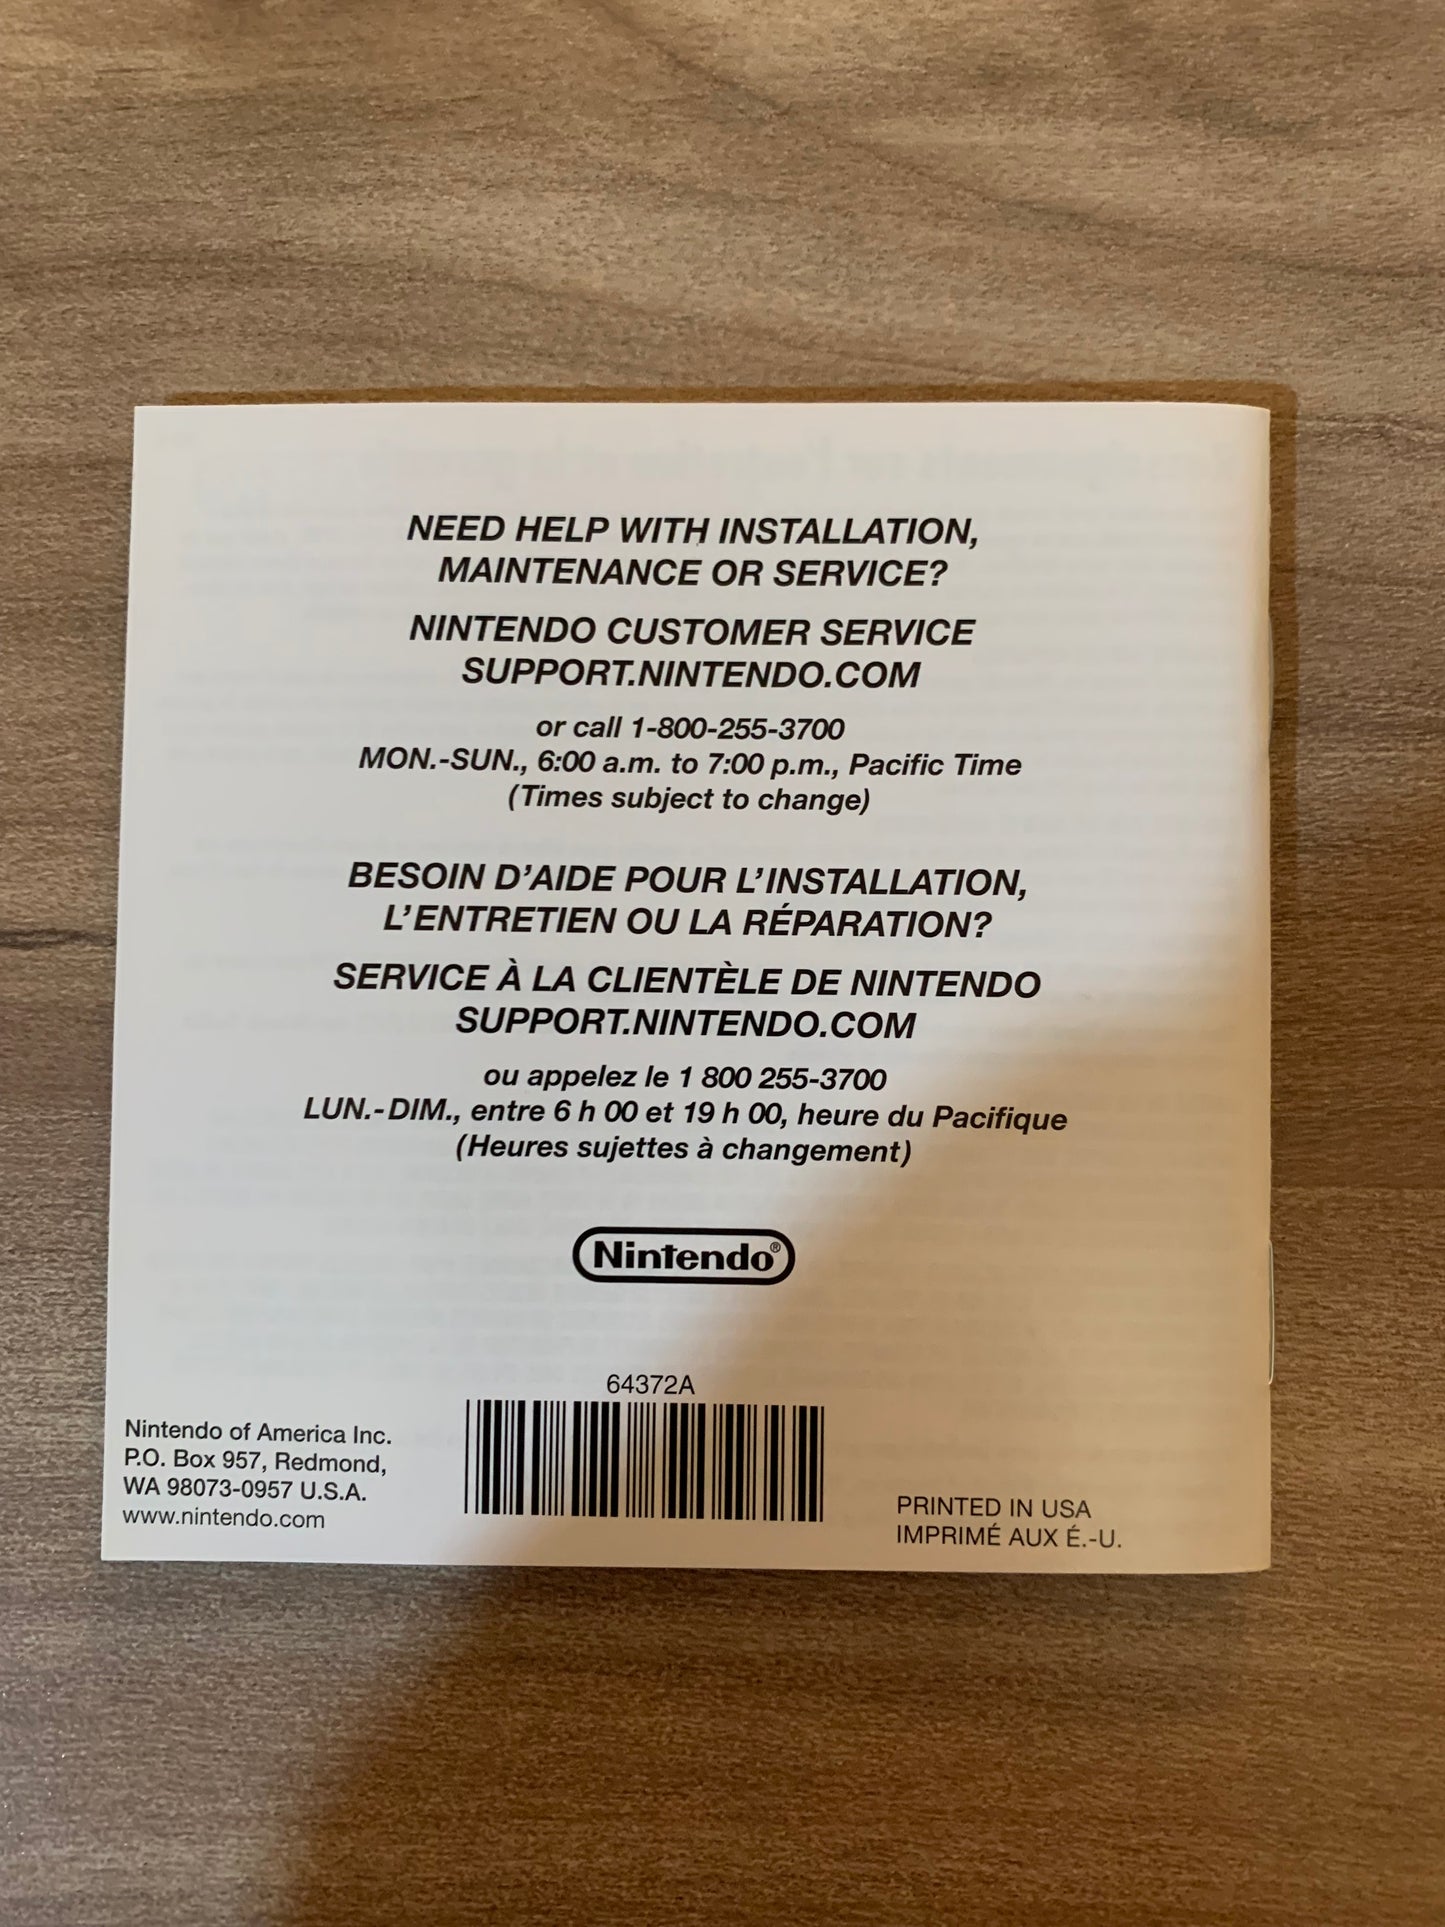 NEED HELP WITH INSTALLATION,
MAINTENANCE OR SERVICE?
NINTENDO CUSTOMER SERVICE
SUPPORT.NINTENDO.COM
or call 1-800-255-3700
MON.-SUN., 6:00 a.m. to 7:00 p.m., Pacific Time
(Times subject to change)
BESOIN D'AIDE POUR L'INSTALLATION,
L'ENTRETIEN OU LA RÉPARATION?
SERVICE À LA CLIENTÈLE DE NINTENDO
SUPPORT.NINTENDO.COM
ou appelez le 1 800 255-3700
LUN.-DIM., entre 6 h 00 et 19 h 00, heure du Pacifique
(Heures sujettes à changement)
Nintendo®
64372A
Nintendo of America Inc.
P.O. Box 957, Redmond,
WA 98073-0957 U.S.A.
www.nintendo.com
PRINTED IN USA
IMPRIMÉ AUX É.-U.